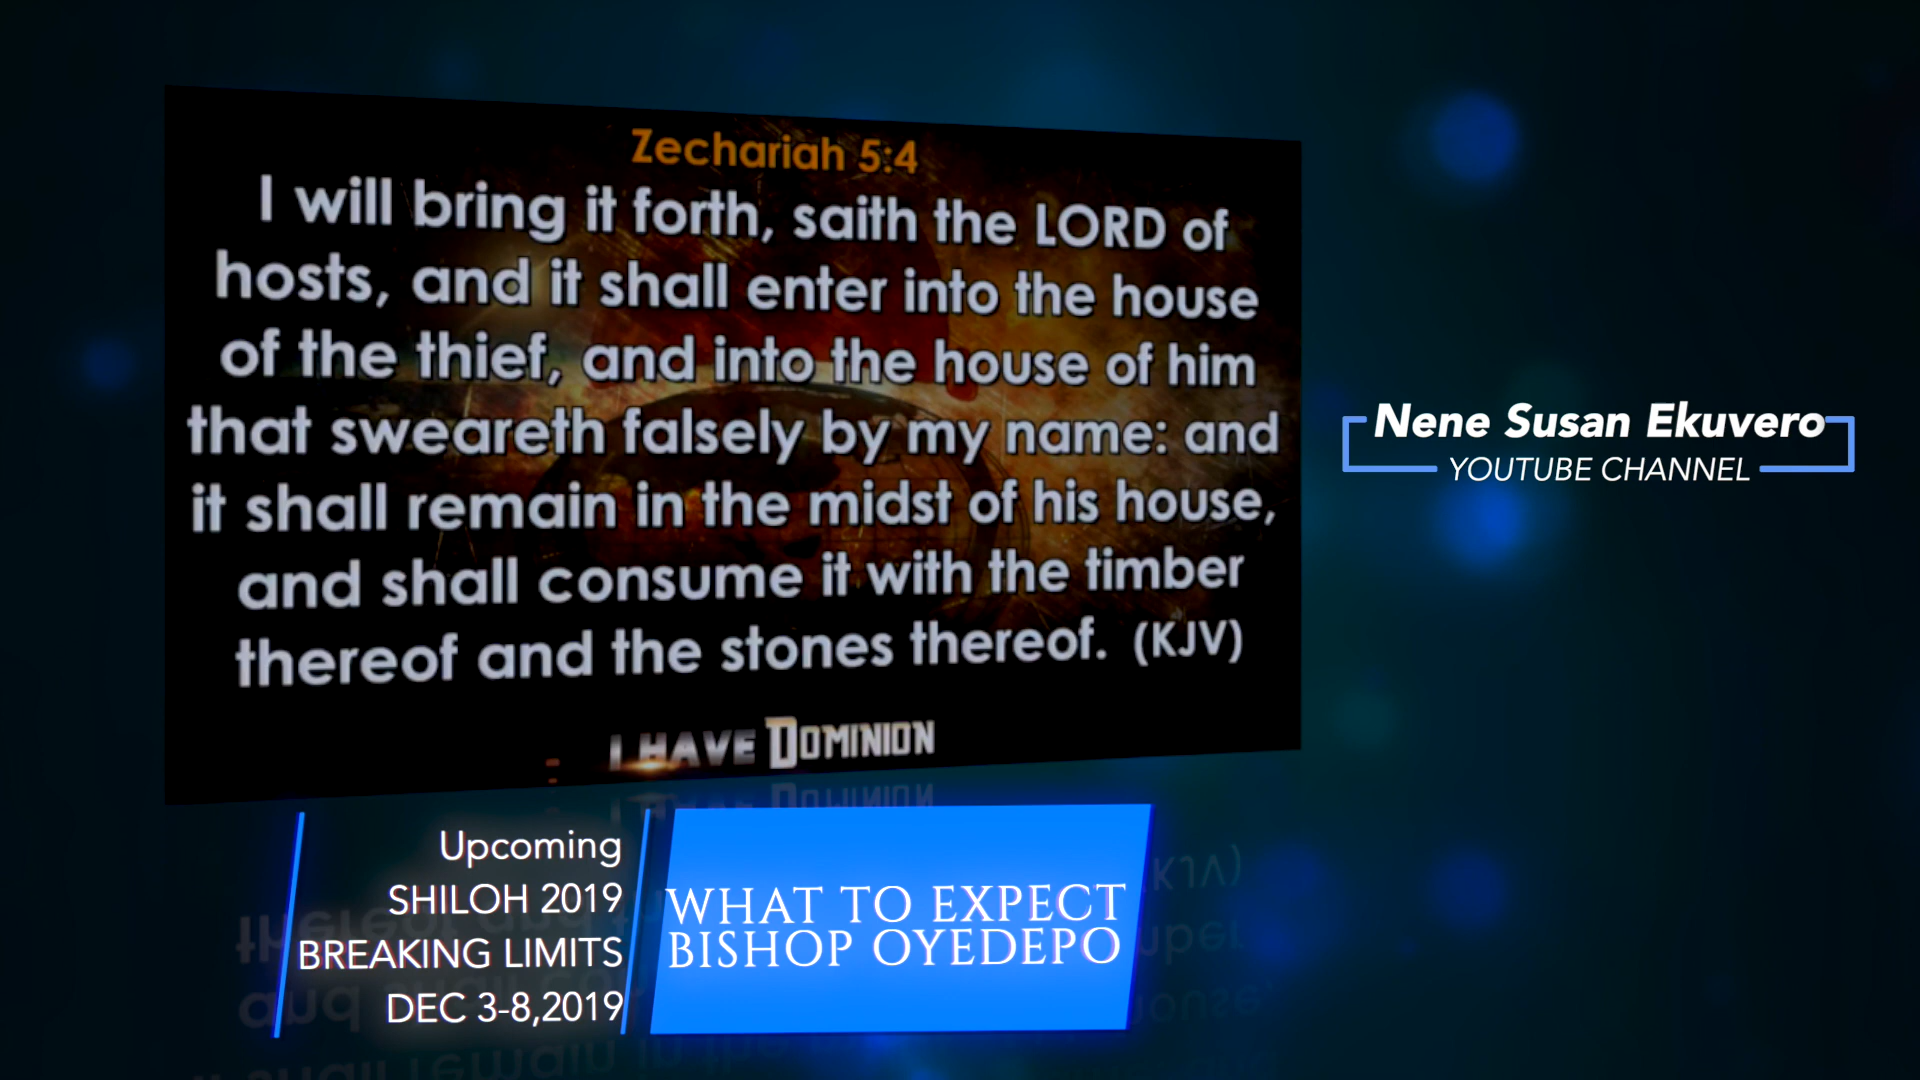 Zechariah 5:4
I will bring it forth, saith the LORD of
hosts, and it shall enter into the house
of the thief, and into the house of him
that sweareth falsely by my name: and
it shall remain in the midst of his house,
and shall consume it with the timber
thereof and the stones thereof. (KJV)
I HAVE DOMINION
Nene Susan Ekuvero
YOUTUBE CHANNEL
Upcoming
SHILOH 2019
BREAKING LIMITS
DEC 3-8,2019
WHAT TO EXPECT
BISHOP OYEDEPO